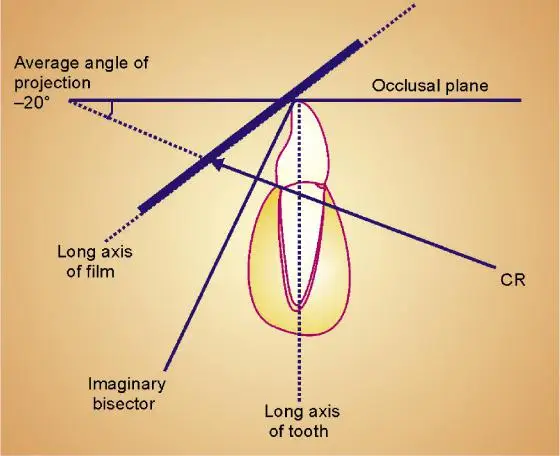 Average angle of
projection
–20°
Occlusal plane
Long axis
of film
CR
Imaginary
bisector
Long axis
of tooth